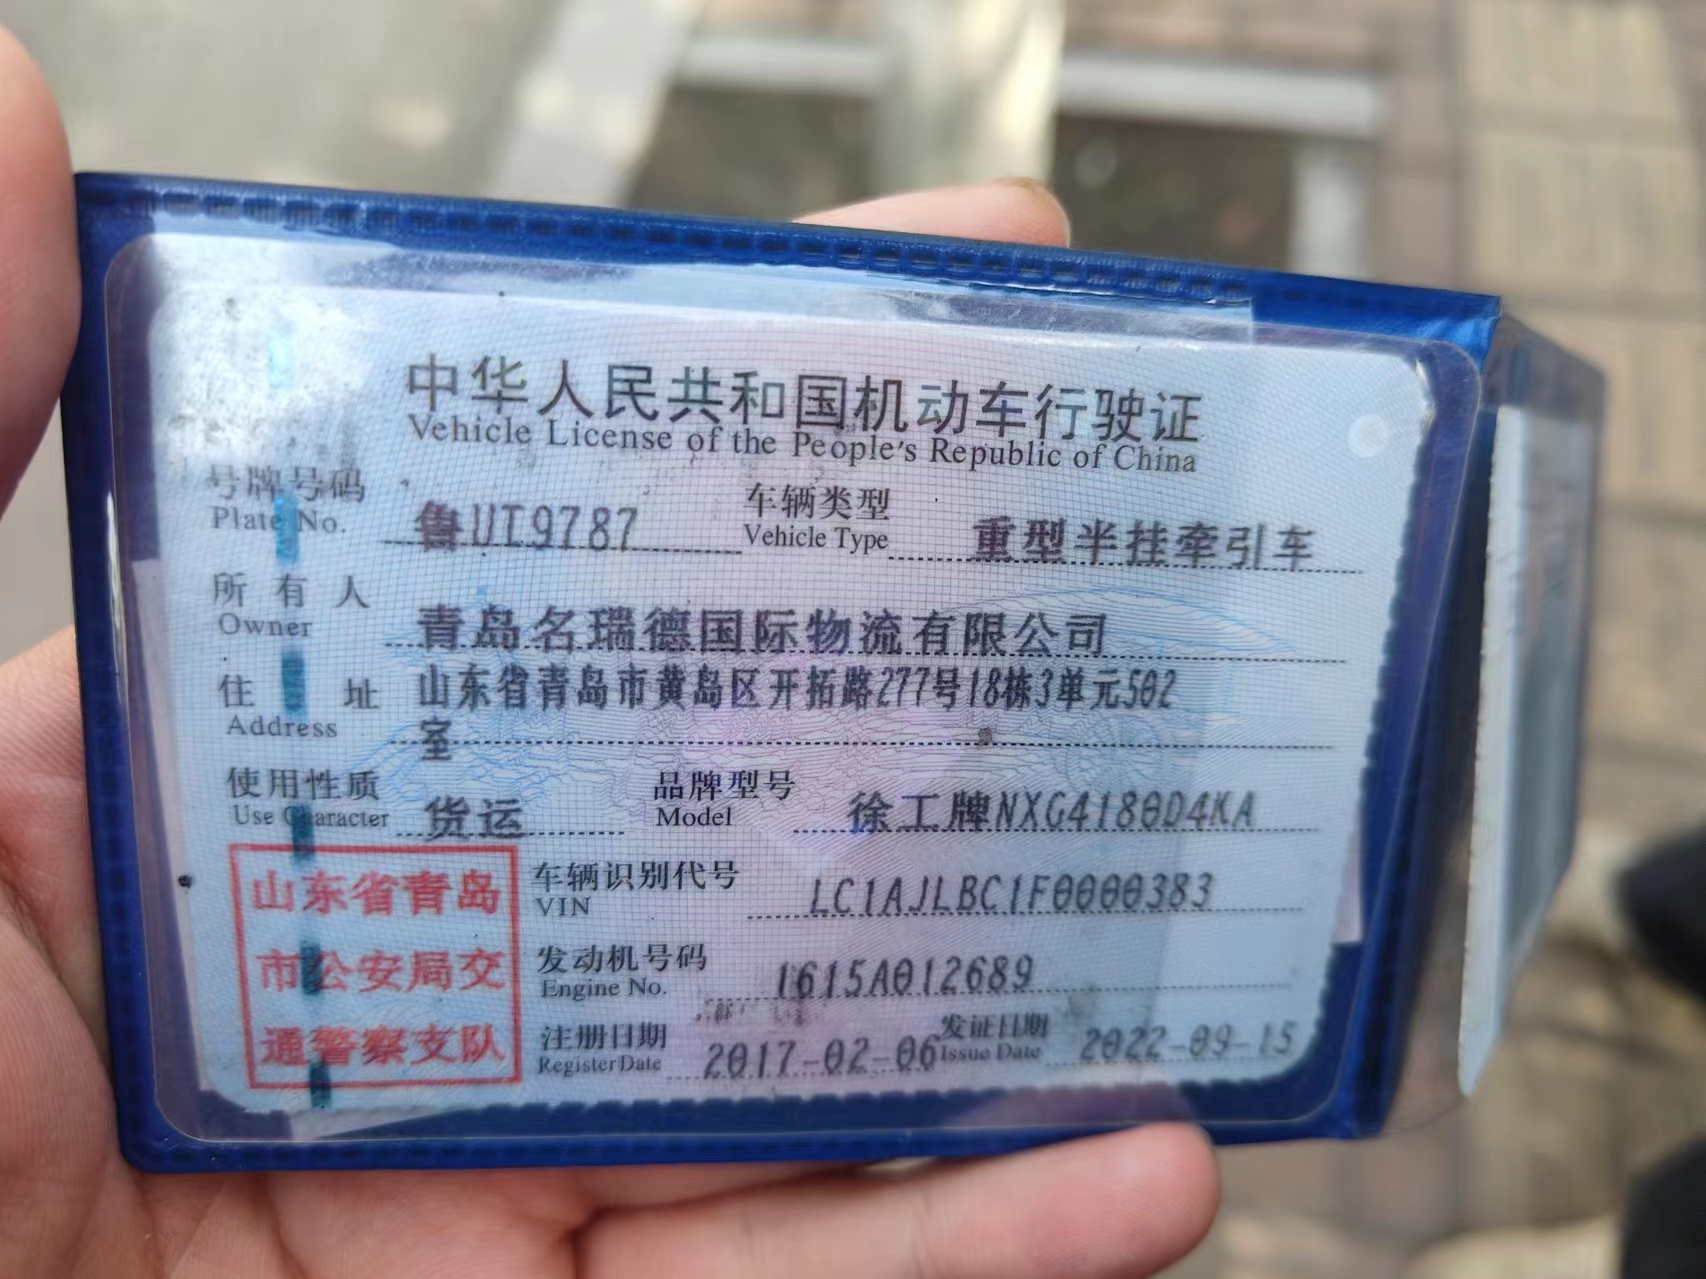 中华人民共和国机动车行驶证
Vehicle License of the People's Republic of China
号牌号码 鲁UT9787 车辆类型 重型半挂牵引车
Plate No. Vehicle Type
所有人 青岛名瑞德国际物流有限公司
Owner
住址 山东省青岛市黄岛区开拓路277号18栋3单元502
Address 室
使用性质 货运 品牌型号 徐工牌NXG4180D4KA
Use Character Model
山东省青岛
市公安局交
通警察支队
车辆识别代号 LC1AJLBC1F0000383
VIN
发动机号码 1615A012689
Engine No.
注册日期 2017-02-06 发证日期 2022-09-15
Register Date Issue Date